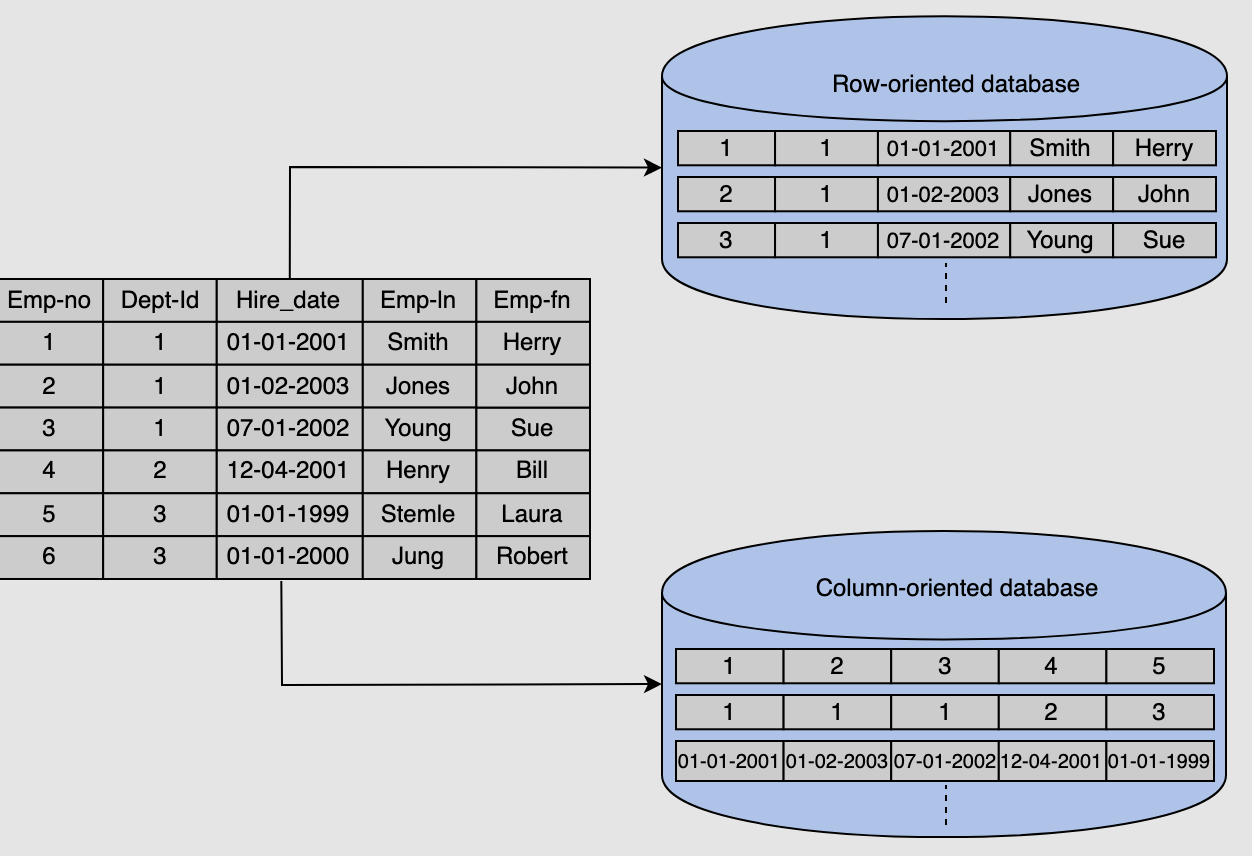 Row-oriented database
1 1 01-01-2001 Smith Herry
2 1 01-02-2003 Jones John
3 1 07-01-2002 Young Sue
Emp-no Dept-Id Hire_date Emp-ln Emp-fn
1 1 01-01-2001 Smith Herry
2 1 01-02-2003 Jones John
3 1 07-01-2002 Young Sue
4 2 12-04-2001 Henry Bill
5 3 01-01-1999 Stemle Laura
6 3 01-01-2000 Jung Robert
Column-oriented database
1 2 3 4 5
1 1 1 2 3
01-01-2001 01-02-2003 07-01-2002 12-04-2001 01-01-1999